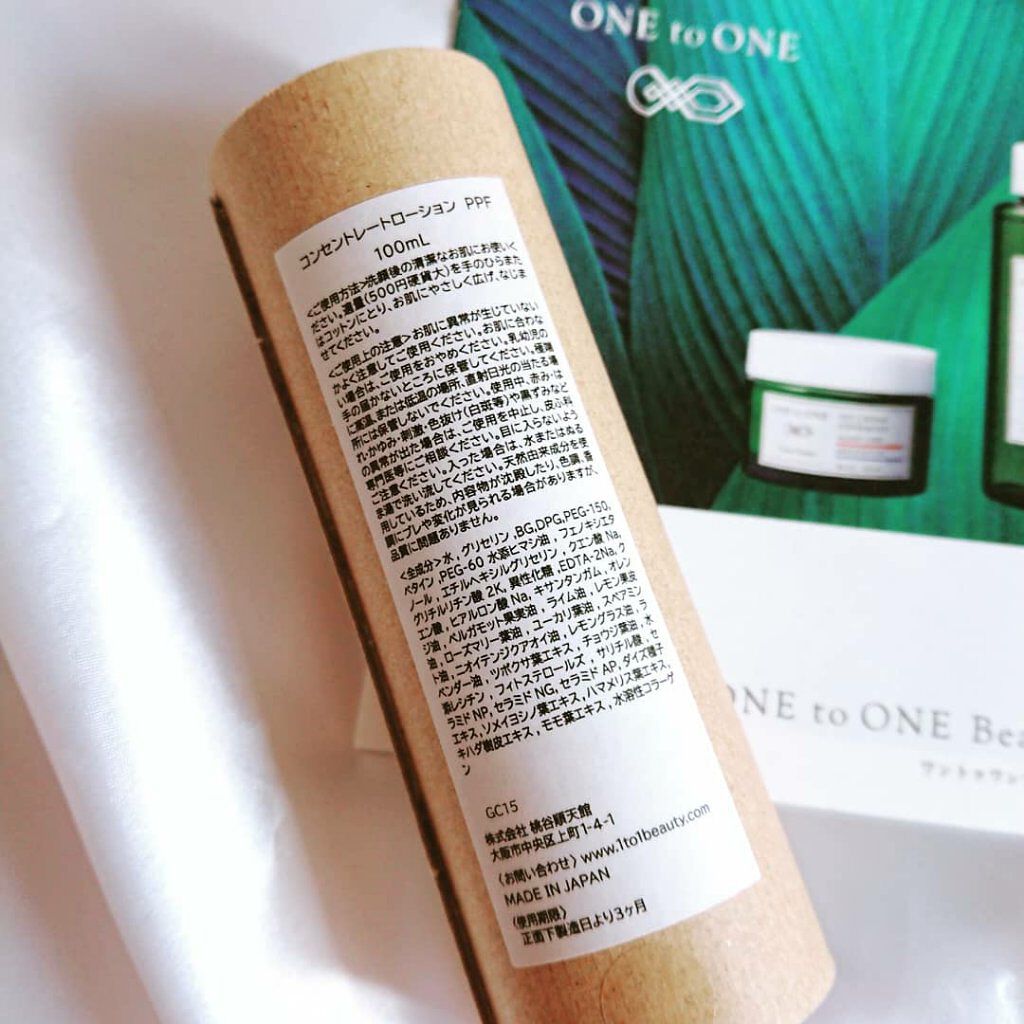 ONE to ONE
コンセントレートローション PPF
100mL
<ご使用方法>洗顔後の清潔なお肌にお使いく
ださい。適量(500円硬貨大)を手のひらまた
はコットンにとり、お肌にやさしく広げ、なじま
せてください。
<ご使用上の注意>お肌に異常が生じていない
かよく注意してご使用ください。お肌に合わな
い場合は、ご使用をおやめください。乳幼児の
手の届かないところに保管してください。極端
に高温、または低温の場所、直射日光の当たる場
所には保管しないでください。使用中、赤み・は
れ・かゆみ・刺激・色抜け(白斑等)や黒ずみなど
の異常が出た場合は、ご使用を中止し、皮ふ科
専門医等にご相談ください。目に入らないよう
ご注意ください。入った場合は、水またはぬる
ま湯で洗い流してください。天然由来成分を使
用しているため、内容物が沈殿したり、色調、香
調にブレや変化が見られる場合がありますが、
品質に問題ありません。
<全成分>水 , グリセリン ,BG,DPG,PEG-150,
ベタイン ,PEG-60 水添ヒマシ油 , フェノキシエタ
ノール , エチルヘキシルグリセリン , クエン酸 Na,
グリチルリチン酸 2K, 異性化糖 ,EDTA-2Na, ク
エン酸 , ヒアルロン酸 Na, キサンタンガム , オレン
ジ油 , ベルガモット果実油 , ライム油 , レモン果皮
油 , ローズマリー葉油 , ユーカリ葉油 , スペアミン
ト油 , ニオイテンジクアオイ油 , レモングラス油 , ラ
ベンダー油 , ツボクサ葉エキス , チョウジ葉油 , 水
添レシチン , フィトステロールズ , サリチル酸 , セ
ラミド NP, セラミド NG, セラミド AP, ダイズ種子
エキス , ソメイヨシノ葉エキス , ハマメリス葉エキス ,
キハダ樹皮エキス , モモ葉エキス , 水溶性コラーゲ
ン
GC15
株式会社 桃谷順天館
大阪市中央区上町1-4-1
〈お問い合わせ〉www.1to1beauty.com
MADE IN JAPAN
〈使用期限〉
正面下製造日より3ヶ月
ONE to ONE Bea